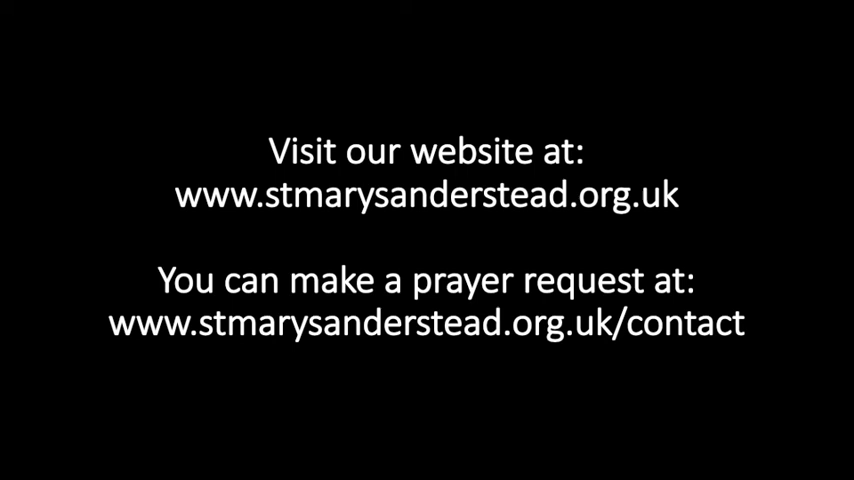 Visit our website at:
www.stmarysanderstead.org.uk
You can make a prayer request at:
www.stmarysanderstead.org.uk/contact